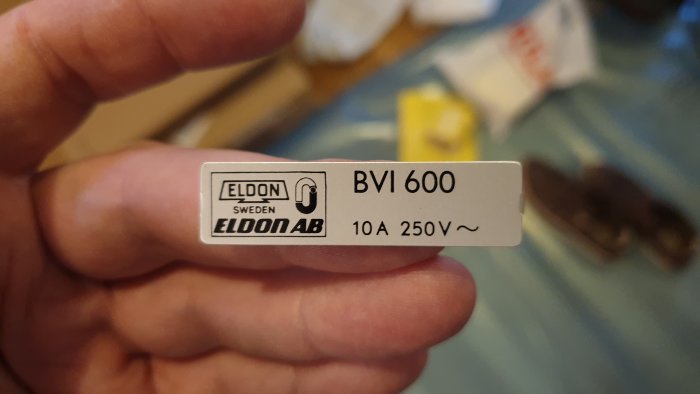 ELDON
SWEDEN
ELDON AB
BVI 600
10A 250V~